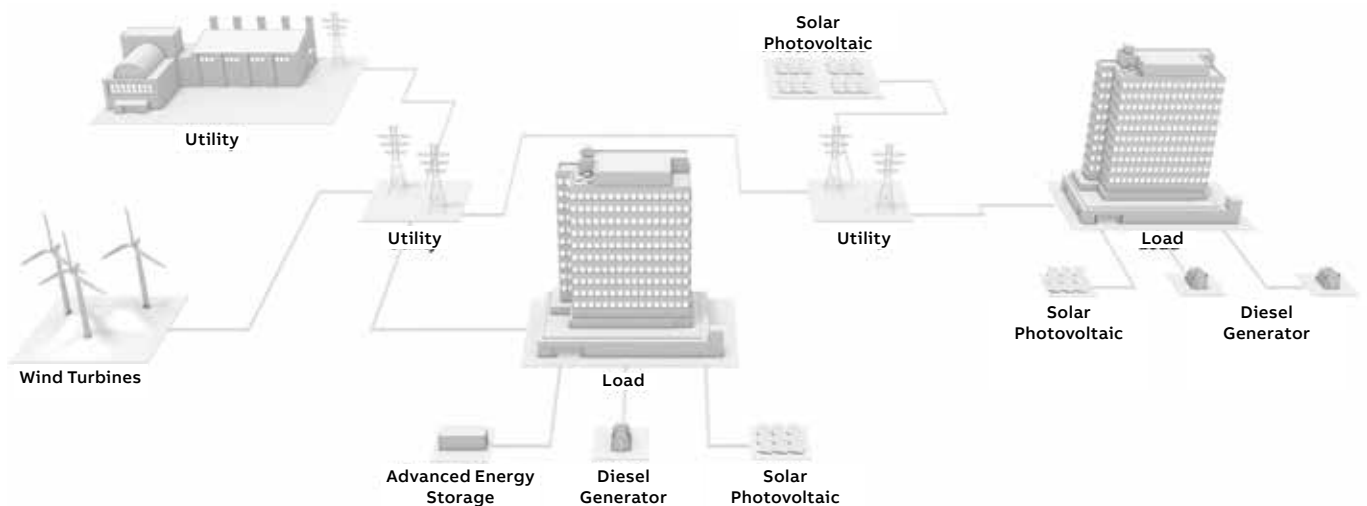 Solar
Photovoltaic
Utility
Utility
Utility
Load
Solar
Photovoltaic
Diesel
Generator
Wind Turbines
Load
Advanced Energy
Storage
Diesel
Generator
Solar
Photovoltaic